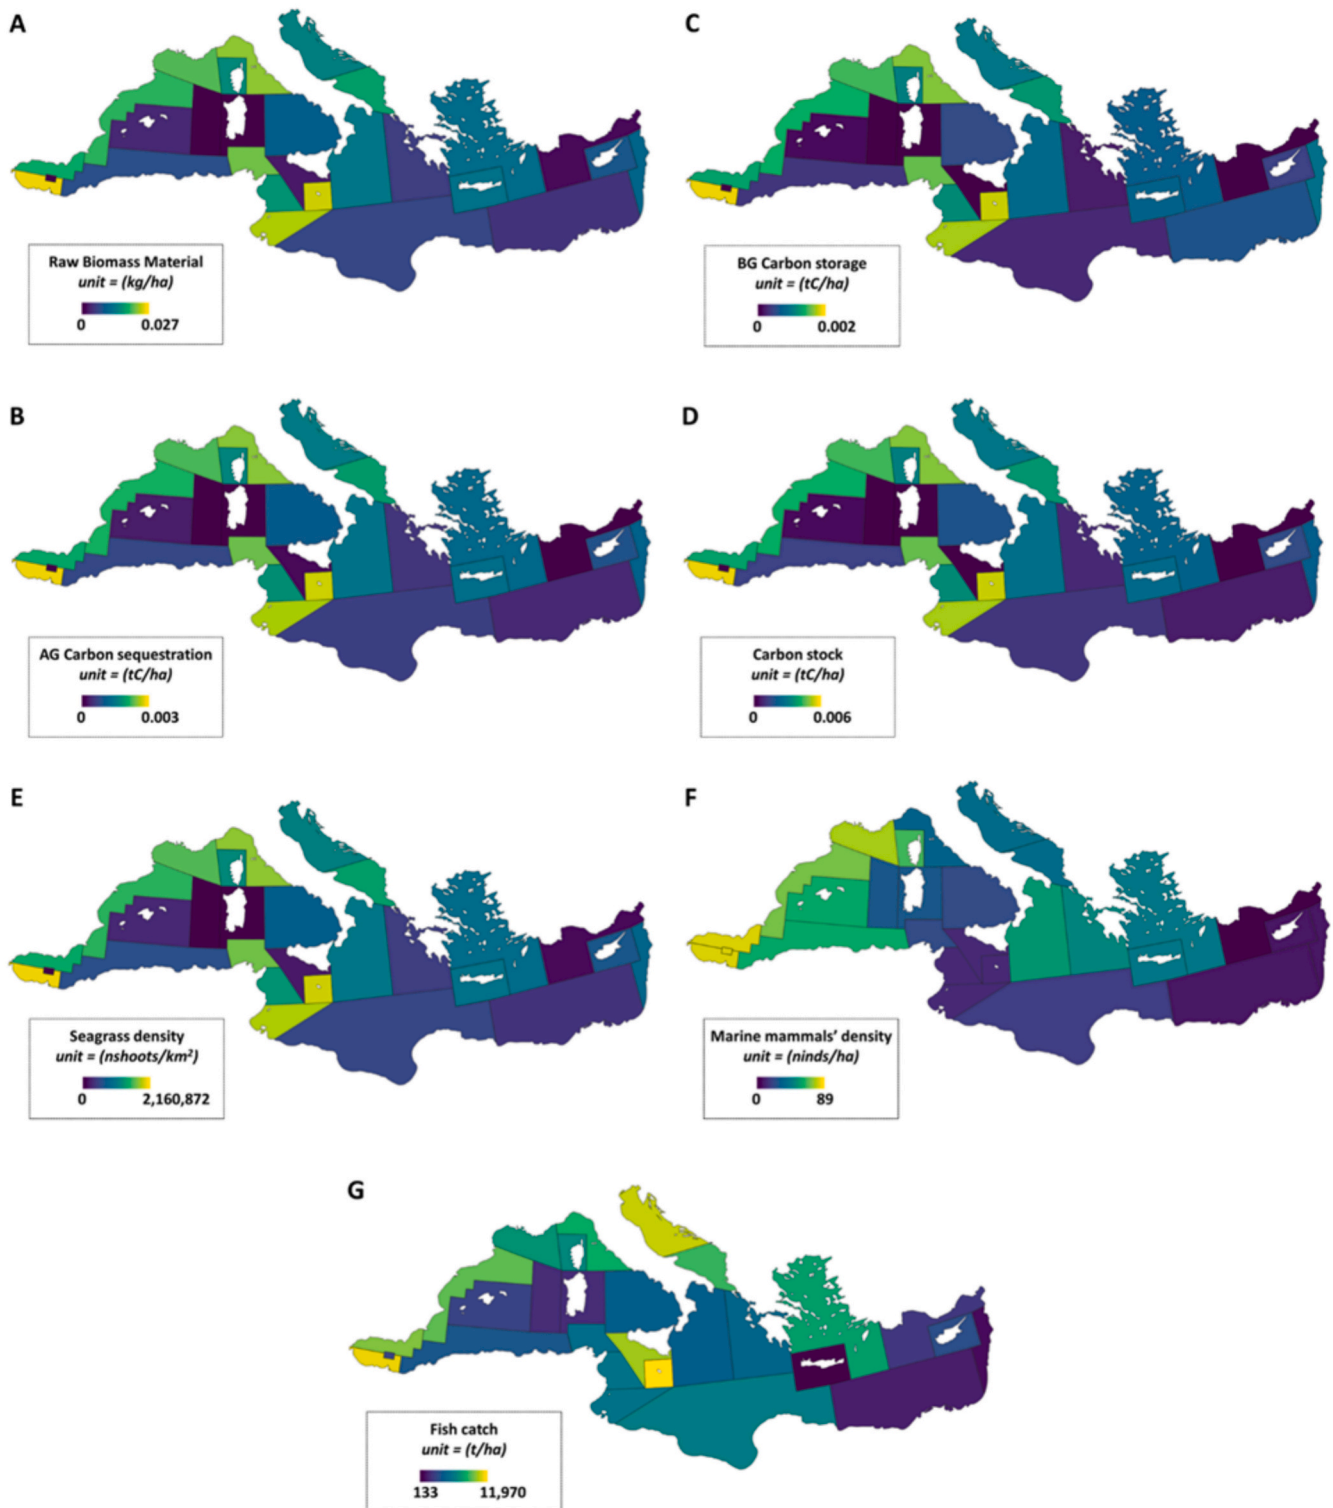 A
C
Raw Biomass Material
unit = (kg/ha)
0 0.027
BG Carbon storage
unit = (tC/ha)
0 0.002
B
D
AG Carbon sequestration
unit = (tC/ha)
0 0.003
Carbon stock
unit = (tC/ha)
0 0.006
E
F
Seagrass density
unit = (nshoots/km²)
0 2,160,872
Marine mammals’ density
unit = (ninds/ha)
0 89
G
Fish catch
unit = (t/ha)
133 11,970